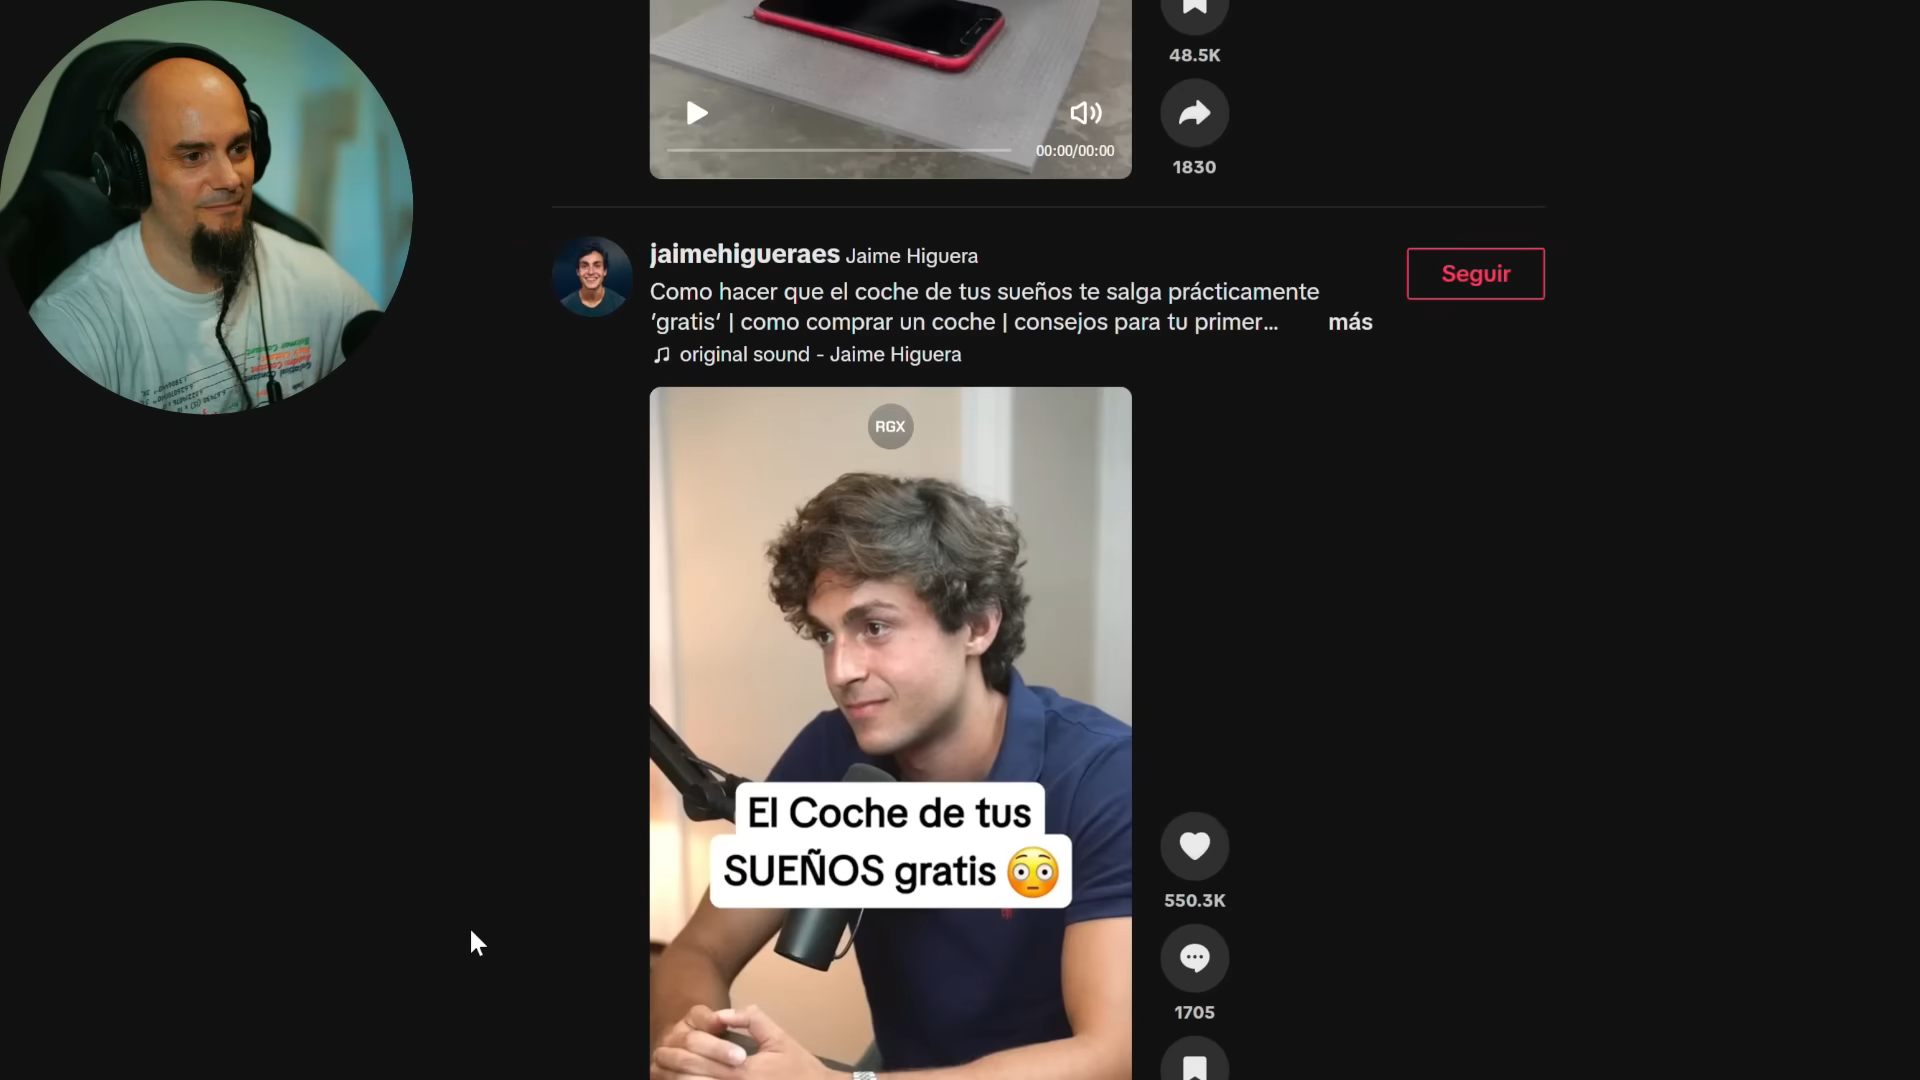 48.5K
00:00/00:00
1830
jaimehigueraes Jaime Higuera
Seguir
Como hacer que el coche de tus sueños te salga prácticamente
'gratis' | como comprar un coche | consejos para tu primer... más
original sound - Jaime Higuera
RGX
El Coche de tus
SUEÑOS gratis 😳
550.3K
1705